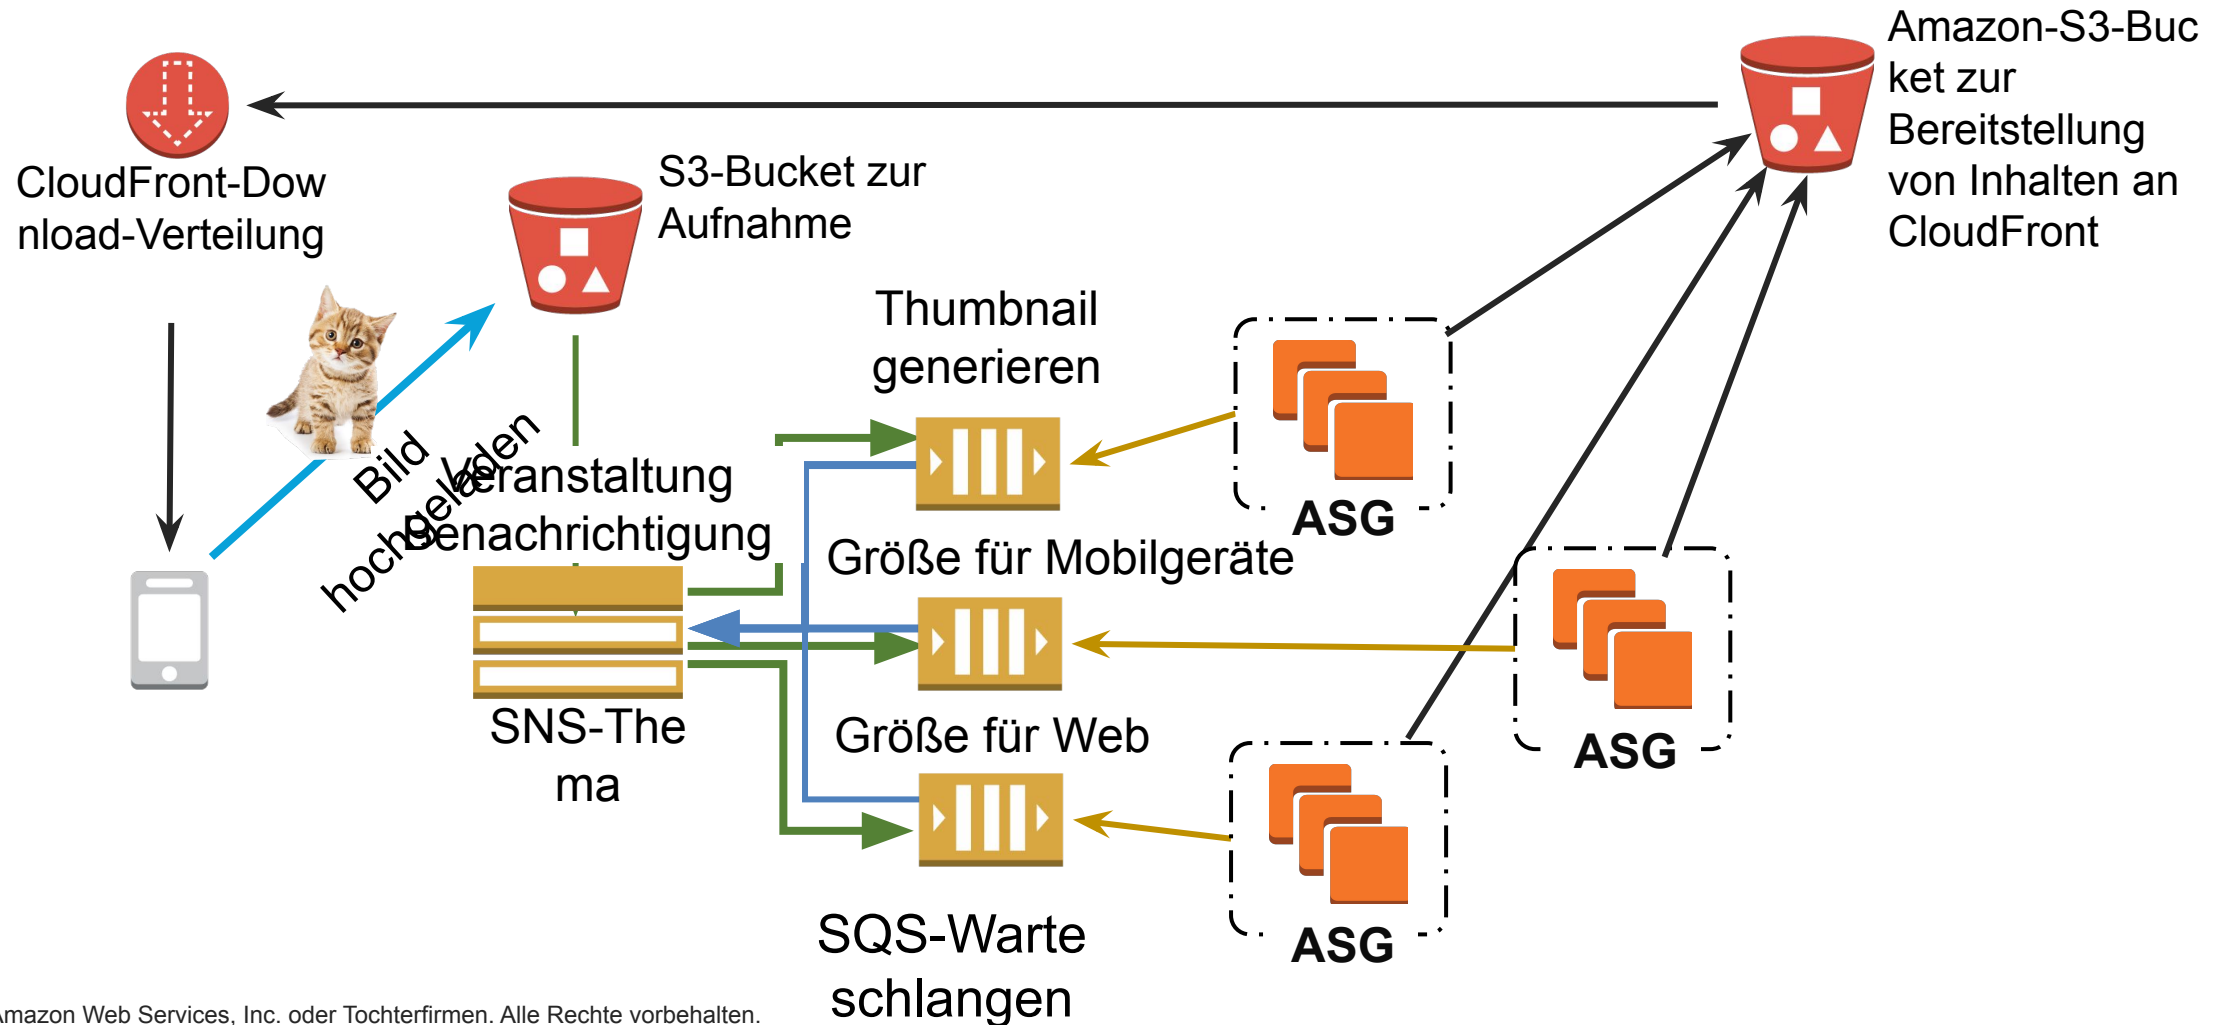 CloudFront-Dow
nload-Verteilung
S3-Bucket zur
Aufnahme
Amazon-S3-Buc
ket zur
Bereitstellung
von Inhalten an
CloudFront
Bild
hochgeladen
Veranstaltung
Benachrichtigung
Thumbnail
generieren
ASG
Größe für Mobilgeräte
ASG
SNS-The
ma
Größe für Web
ASG
SQS-Warte
schlangen
Amazon Web Services, Inc. oder Tochterfirmen. Alle Rechte vorbehalten.